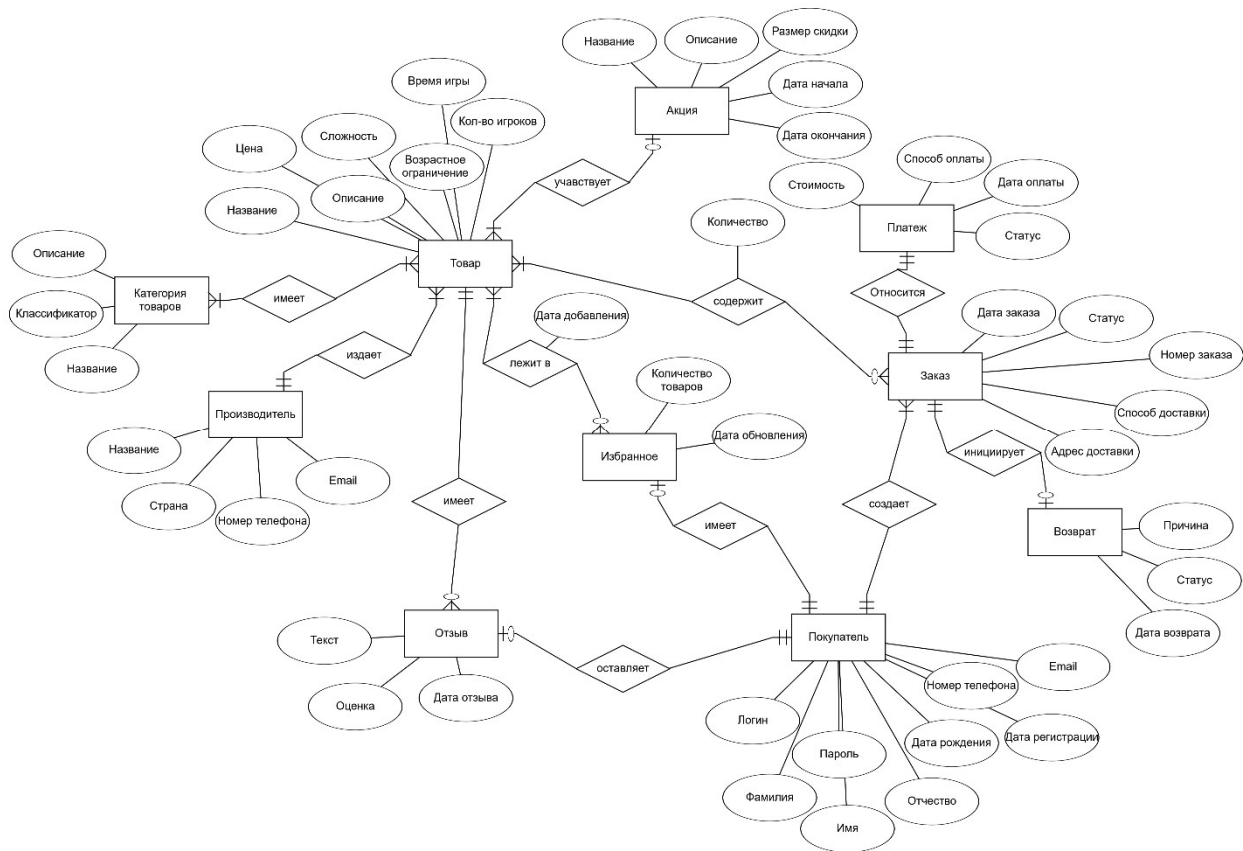 Название
Описание
Размер скидки
Дата начала
Дата окончания
Акция
Время игры
Кол-во игроков
Сложность
Цена
Возрастное
ограничение
Описание
Название
учавствует
Способ оплаты
Стоимость
Дата оплаты
Платеж
Статус
Количество
Описание
Категория
товаров
Классификатор
Название
имеет
Товар
содержит
Относится
Дата заказа
Статус
Номер заказа
Заказ
Способ доставки
Адрес доставки
Дата добавления
лежит в
издает
Производитель
Название
Страна
Номер телефона
Email
Количество
товаров
Дата обновления
Избранное
инициирует
имеет
имеет
создает
Возврат
Причина
Статус
Дата возврата
Текст
Отзыв
Оценка
Дата отзыва
оставляет
Покупатель
Email
Номер телефона
Логин
Дата регистрации
Пароль
Дата рождения
Фамилия
Отчество
Имя